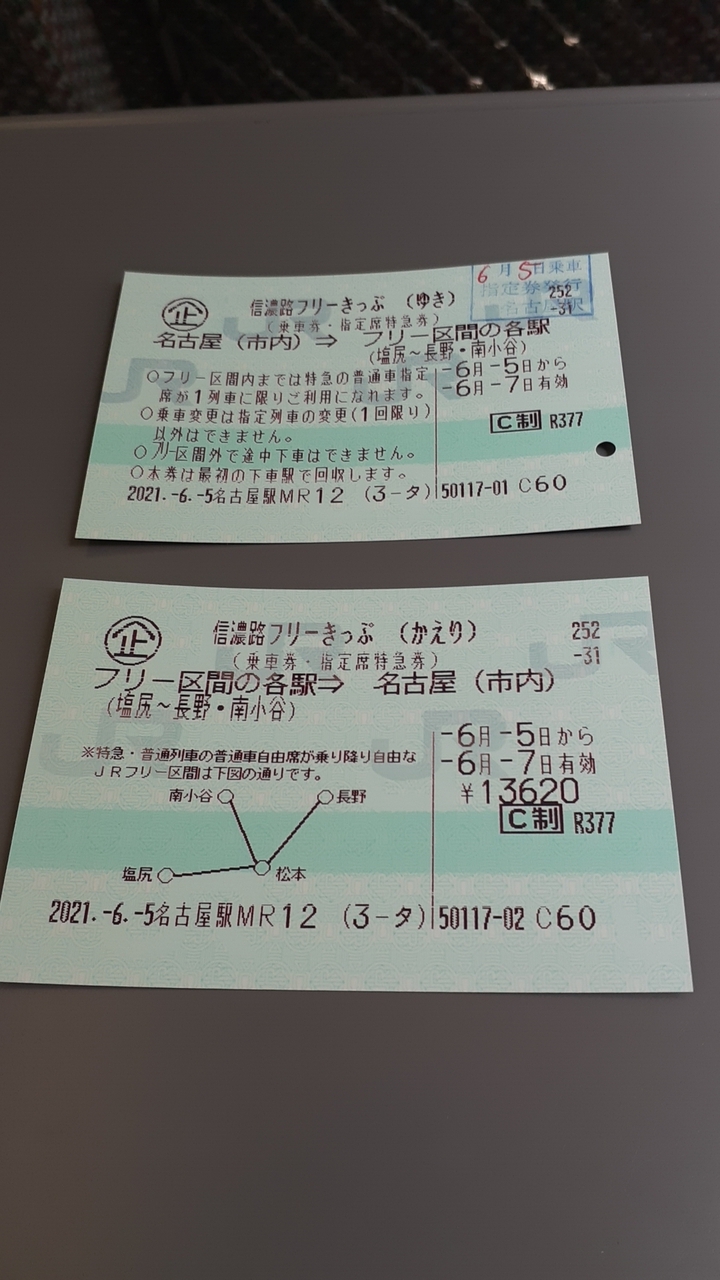 6月5日乗車
指定券発行
名古屋駅
252
-31
企 信濃路フリーきっぷ (ゆき)
(乗車券・指定席特急券)
名古屋(市内) ⇒ フリー区間の各駅
(塩尻~長野・南小谷)
○フリー区間内までは特急の普通車指定
席が1列車に限りご利用になれます。
○乗車変更は指定列車の変更(1回限り)
以外はできません。
○フリー区間外で途中下車はできません。
○本券は最初の下車駅で回収します。
-6月-5日から
-6月-7日有効
C制 R377
2021.-6.-5名古屋駅MR12 (3-タ) 50117-01 C60
企 信濃路フリーきっぷ (かえり)
252
-31
(乗車券・指定席特急券)
フリー区間の各駅⇒ 名古屋(市内)
(塩尻~長野・南小谷)
※特急・普通列車の普通車自由席が乗り降り自由な
JRフリー区間は下図の通りです。
南小谷 長野
塩尻 松本
-6月-5日から
-6月-7日有効
¥13620
C制 R377
2021.-6.-5名古屋駅MR12 (3-タ) 50117-02 C60